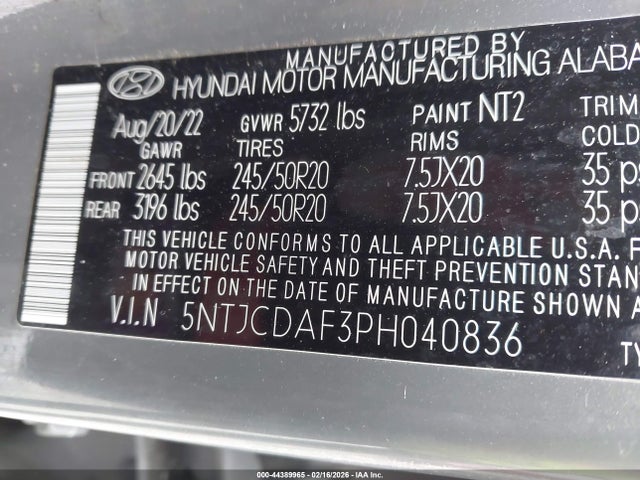 MANUFACTURED BY
HYUNDAI MOTOR MANUFACTURING ALABA
Aug/20/22 GVWR 5732 lbs PAINT NT2 TRIM
GAWR TIRES RIMS COLD
FRONT 2645 lbs 245/50R20 7.5JX20 35 ps
REAR 3196 lbs 245/50R20 7.5JX20 35 p
THIS VEHICLE CONFORMS TO ALL APPLICABLE U.S.A. F
MOTOR VEHICLE SAFETY AND THEFT PREVENTION STAN
IN EFFECT ON THE DATE OF MANUFACTURE SHOWN A
V.I.N 5NTJCDAF3PH040836
TY
000-44389965 - 02/16/2026 - IAA Inc.